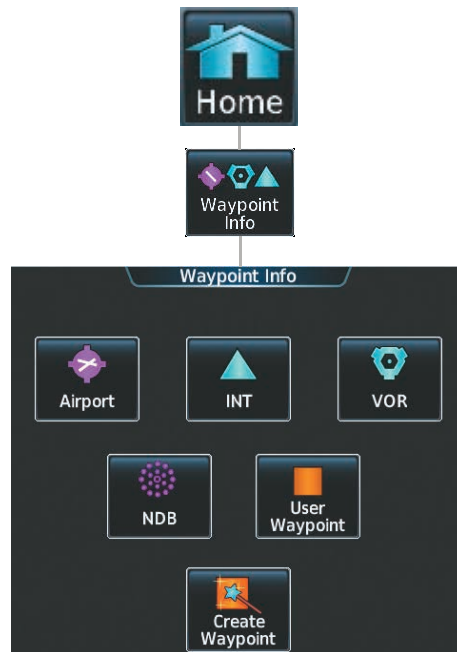 Home
Waypoint
Info
Waypoint Info
Airport
INT
VOR
NDB
User
Waypoint
Create
Waypoint